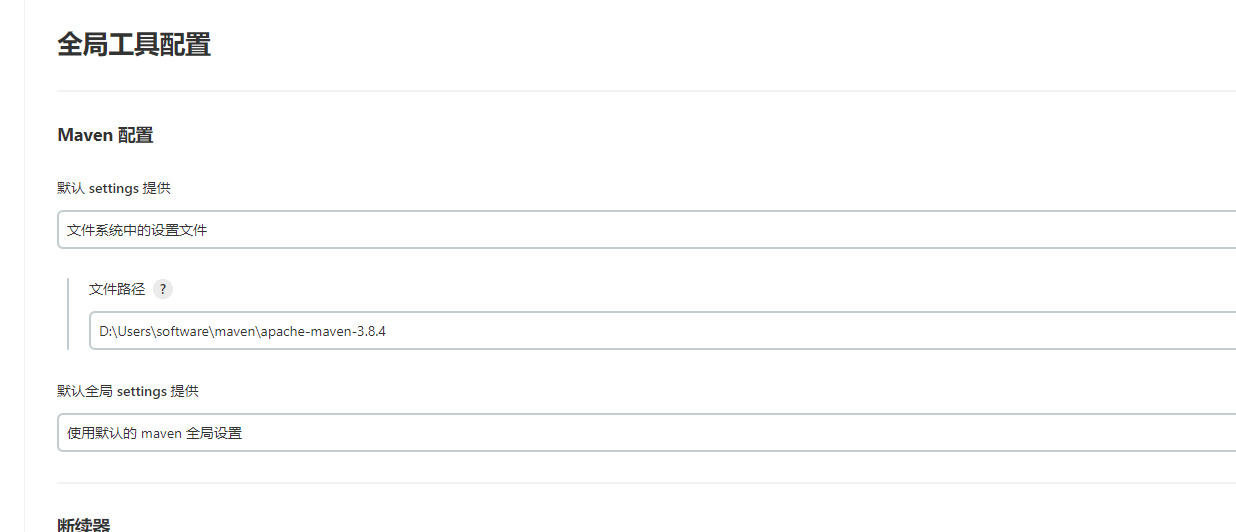 全局工具配置
Maven 配置
默认 settings 提供
文件系统中的设置文件
文件路径 ?
D:\Users\software\maven\apache-maven-3.8.4
默认全局 settings 提供
使用默认的 maven 全局设置
断续器